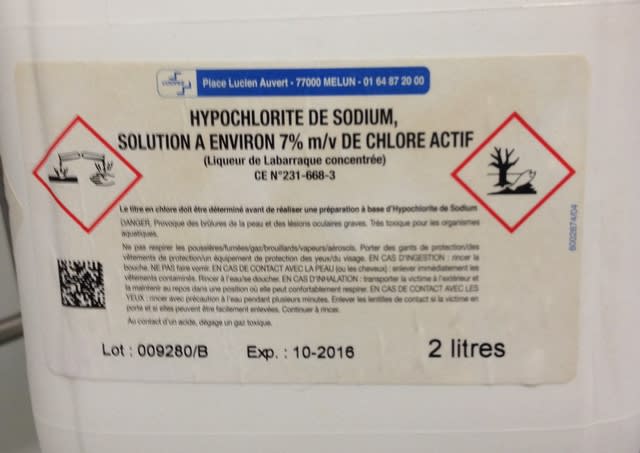 COOPER
Place Lucien Auvert - 77000 MELUN - 01 64 87 20 00
HYPOCHLORITE DE SODIUM,
SOLUTION A ENVIRON 7% m/v DE CHLORE ACTIF
(Liqueur de Labarraque concentrée)
CE N°231-668-3
Le titre en chlore doit être déterminé avant de réaliser une préparation à base d'Hypochlorite de Sodium
DANGER. Provoque des brûlures de la peau et des lésions oculaires graves. Très toxique pour les organismes
aquatiques.
Ne pas respirer les poussières/fumées/gaz/brouillards/vapeurs/aérosols. Porter des gants de protection/des
vêtements de protection/un équipement de protection des yeux/du visage. EN CAS D'INGESTION : rincer la
bouche. NE PAS faire vomir. EN CAS DE CONTACT AVEC LA PEAU (ou les cheveux) : enlever immédiatement les
vêtements contaminés. Rincer à l'eau/se doucher. EN CAS D'INHALATION : transporter la victime à l'extérieur et
la maintenir au repos dans une position où elle peut confortablement respirer. EN CAS DE CONTACT AVEC LES
YEUX : rincer avec précaution à l'eau pendant plusieurs minutes. Enlever les lentilles de contact si la victime en
porte et si elles peuvent être facilement enlevées. Continuer à rincer.
Au contact d'un acide, dégage un gaz toxique.
Lot : 009280/B
Exp. : 10-2016
2 litres